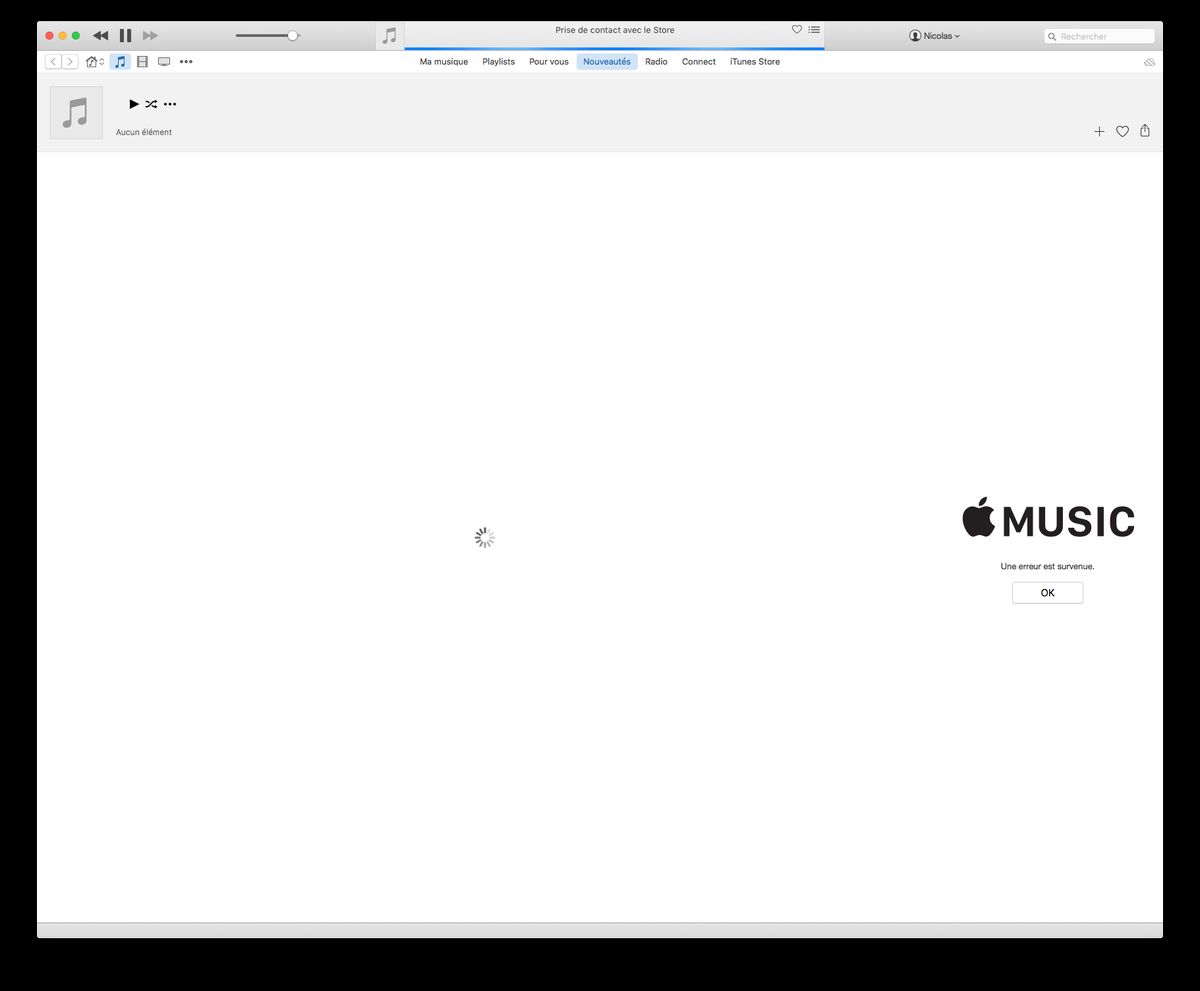 Prise de contact avec le Store
Nicolas
Rechercher
Ma musique Playlists Pour vous Nouveautés Radio Connect iTunes Store
Aucun élément
MUSIC
Une erreur est survenue.
OK